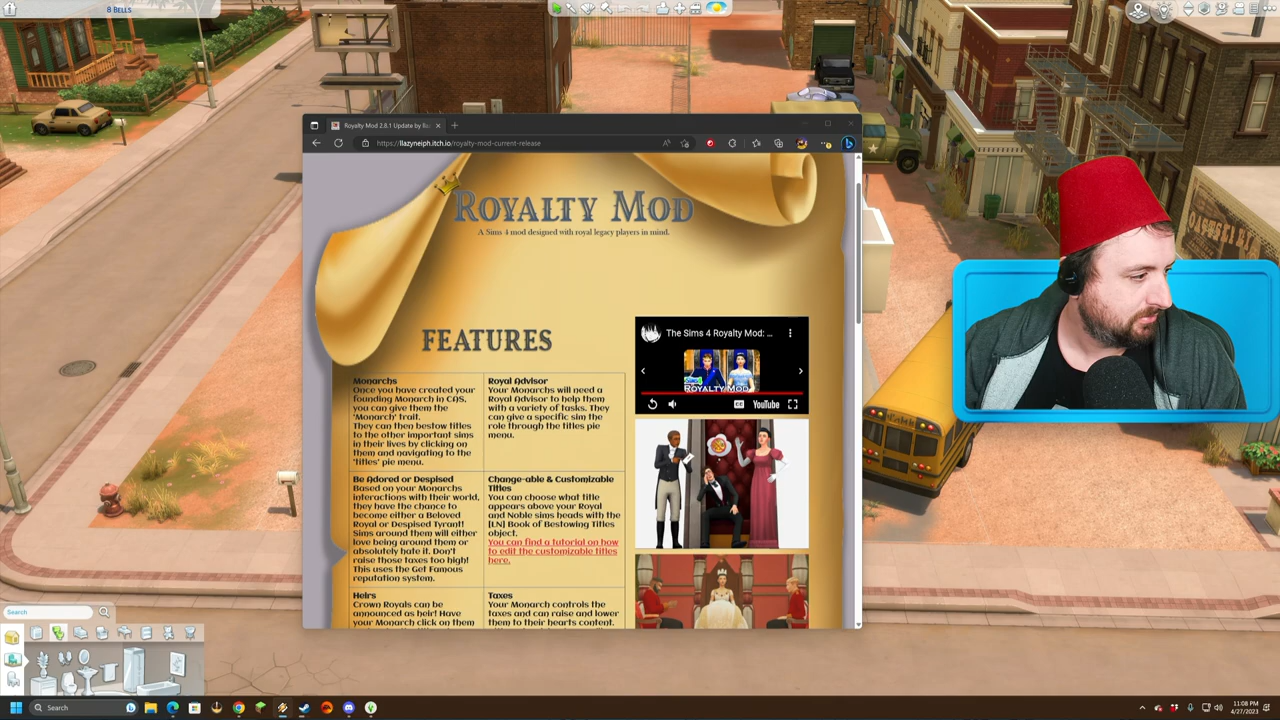 8 BELLS
Royalty Mod 2.8.1 Update by lla
https://llazyneiph.itch.io/royalty-mod-current-release
ROYALTY MOD
A Sims 4 mod designed with royal legacy players in mind.
FEATURES
Monarchs
Once you have created your
founding Monarch in CAS,
you can give them the
'Monarch' trait.
They can then bestow titles
to the other important sims
in their lives by clicking on
them and navigating to the
'titles' pie menu.
Royal Advisor
Your Monarchs will need a
Royal Advisor to help them
with a variety of tasks. They
can give a specific sim the
role through the titles pie
menu.
Be Adored or Despised
Based on your Monarchs
interactions with their world,
they have the chance to
become either a Beloved
Royal or Despised Tyrant!
Sims around them will either
love being around them or
absolutely hate it. Don't
raise those taxes too high!
This uses the Get Famous
reputation system.
Change-able & Customizable
Titles
You can choose what title
appears above your Royal
and Noble sims heads with the
[LN] Book of Bestowing Titles
object.
You can find a tutorial on how
to edit the customizable titles
here.
Heirs
Crown Royals can be
announced as heir! Have
your Monarch click on them
Taxes
Your Monarch controls the
taxes and can raise and lower
them to their hearts content.
The Sims 4 Royalty Mod: ...
ROYALTY MOD
CC
YouTube
Search
Search
11:08 PM
4/27/2023